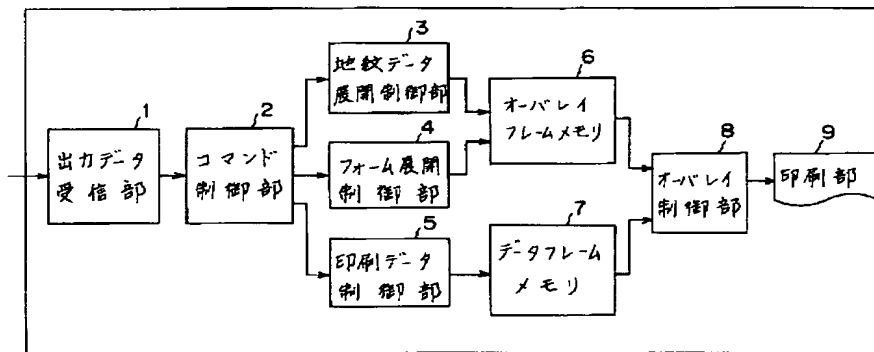 1
出力データ
受信部
2
コマンド
制御部
3
地紋データ
展開制御部
4
フォーム展開
制御部
5
印刷データ
制御部
6
オーバレイ
フレームメモリ
7
データフレーム
メモリ
8
オーバレイ
制御部
9
印刷部